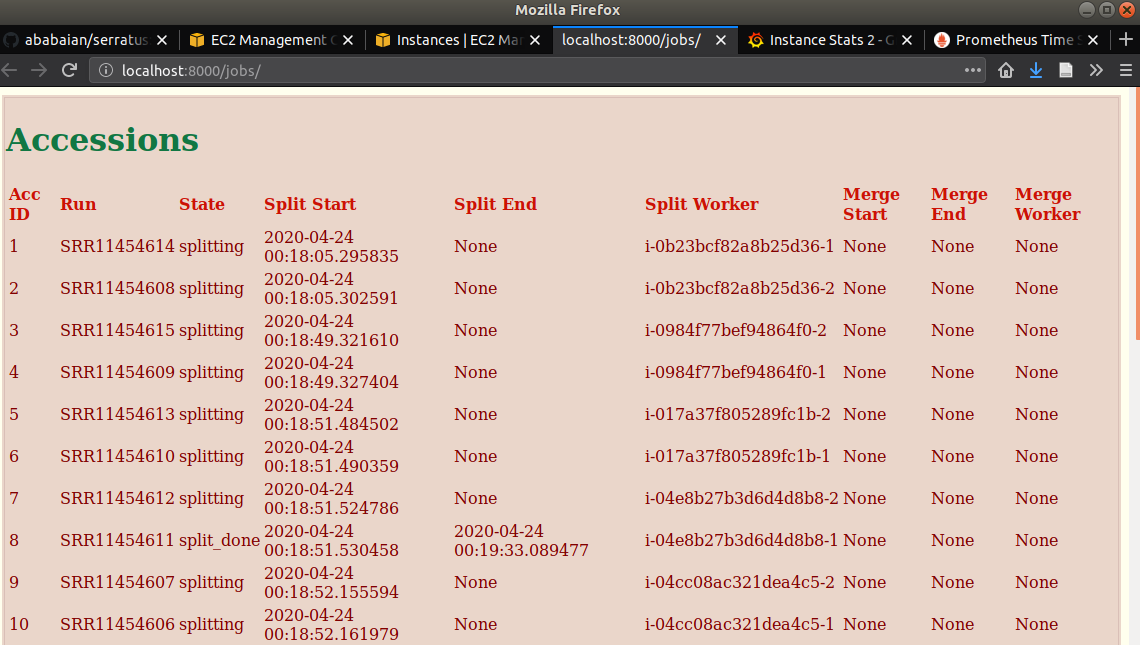 Mozilla Firefox
ababaian/serratus EC2 Management C Instances | EC2 Mar localhost:8000/jobs/ Instance Stats 2 - G Prometheus Time S
localhost:8000/jobs/
Accessions
Acc ID Run State Split Start Split End Split Worker Merge Start Merge End Merge Worker
1 SRR11454614 splitting 2020-04-24 00:18:05.295835 None i-0b23bcf82a8b25d36-1 None None None
2 SRR11454608 splitting 2020-04-24 00:18:05.302591 None i-0b23bcf82a8b25d36-2 None None None
3 SRR11454615 splitting 2020-04-24 00:18:49.321610 None i-0984f77bef94864f0-2 None None None
4 SRR11454609 splitting 2020-04-24 00:18:49.327404 None i-0984f77bef94864f0-1 None None None
5 SRR11454613 splitting 2020-04-24 00:18:51.484502 None i-017a37f805289fc1b-2 None None None
6 SRR11454610 splitting 2020-04-24 00:18:51.490359 None i-017a37f805289fc1b-1 None None None
7 SRR11454612 splitting 2020-04-24 00:18:51.524786 None i-04e8b27b3d6d4d8b8-2 None None None
8 SRR11454611 split_done 2020-04-24 00:18:51.530458 2020-04-24 00:19:33.089477 i-04e8b27b3d6d4d8b8-1 None None None
9 SRR11454607 splitting 2020-04-24 00:18:52.155594 None i-04cc08ac321dea4c5-2 None None None
10 SRR11454606 splitting 2020-04-24 00:18:52.161979 None i-04cc08ac321dea4c5-1 None None None